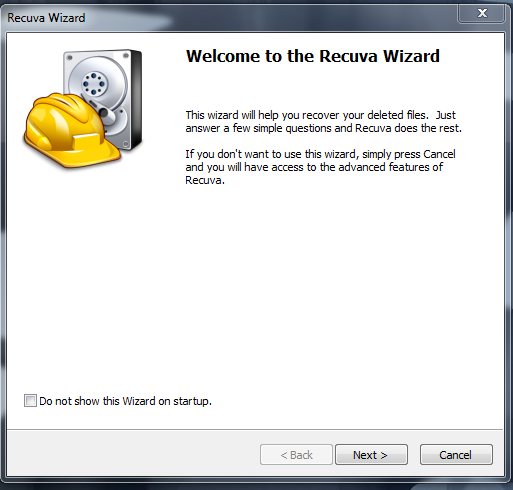 Recuva Wizard
Welcome to the Recuva Wizard
This wizard will help you recover your deleted files.  Just
answer a few simple questions and Recuva does the rest.
If you don't want to use this wizard, simply press Cancel
and you will have access to the advanced features of
Recuva.
Do not show this Wizard on startup.
< Back
Next >
Cancel